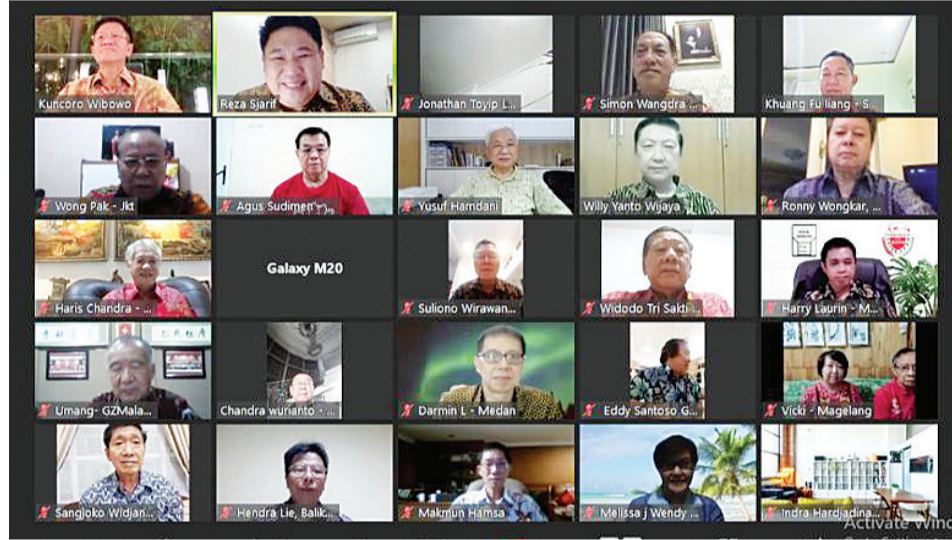 Kuncoro Wibowo
Reza Sjarif
Jonathan Toyip L...
Simon Wangdra ...
Khuang Fu liang - S...
Wong Pak - Jkt
Agus Sudimen
Yusuf Hamdani
Willy Yanto Wijaya
Ronny Wongkar, ...
Haris Chandra - ...
Galaxy M20
Suliono Wirawan...
Widodo Tri Sakti ...
Harry Laurin - M...
Umang- GZMala...
Chandra wurianto - ...
Darmin L - Medan
Eddy Santoso G...
Vicki - Magelang
Sangjoko Widjan...
Hendra Lie, Balik...
Makmun Hamsa
Melissa j Wendy ...
Indra Hardjadina...
Activate Wind